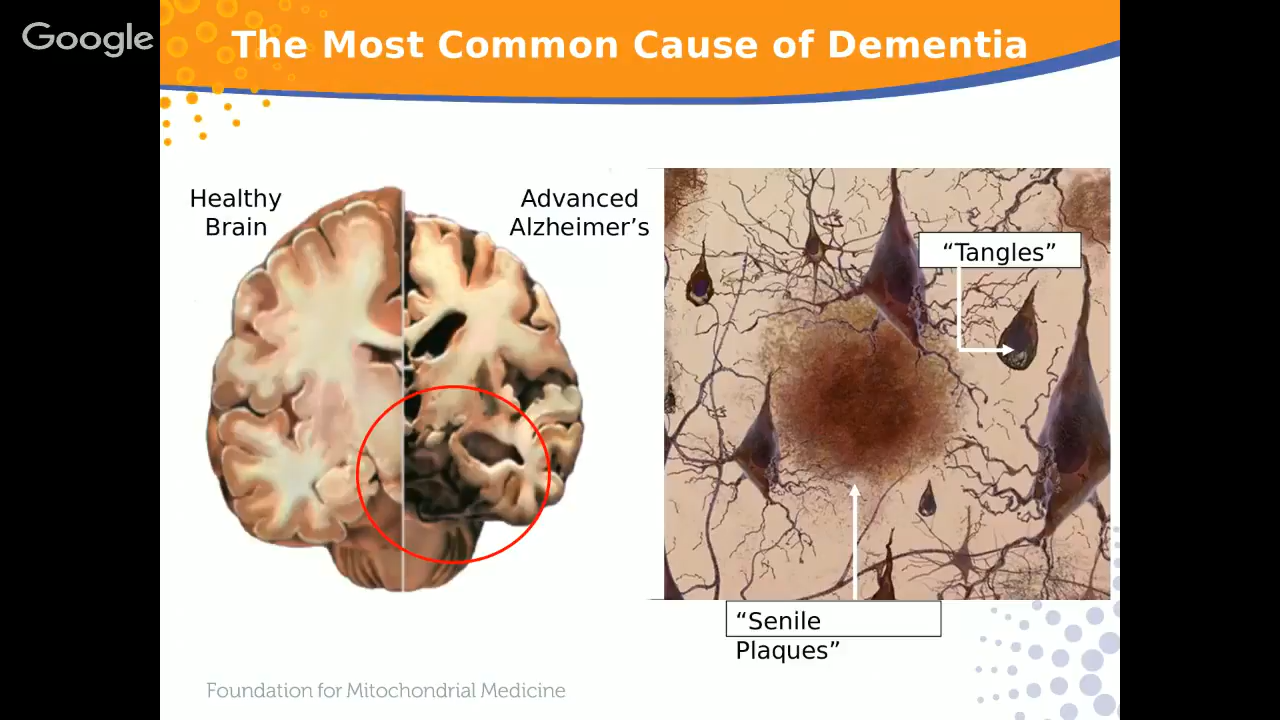 Google
The Most Common Cause of Dementia
Healthy
Brain
Advanced
Alzheimer’s
“Tangles”
“Senile
Plaques”
Foundation for Mitochondrial Medicine